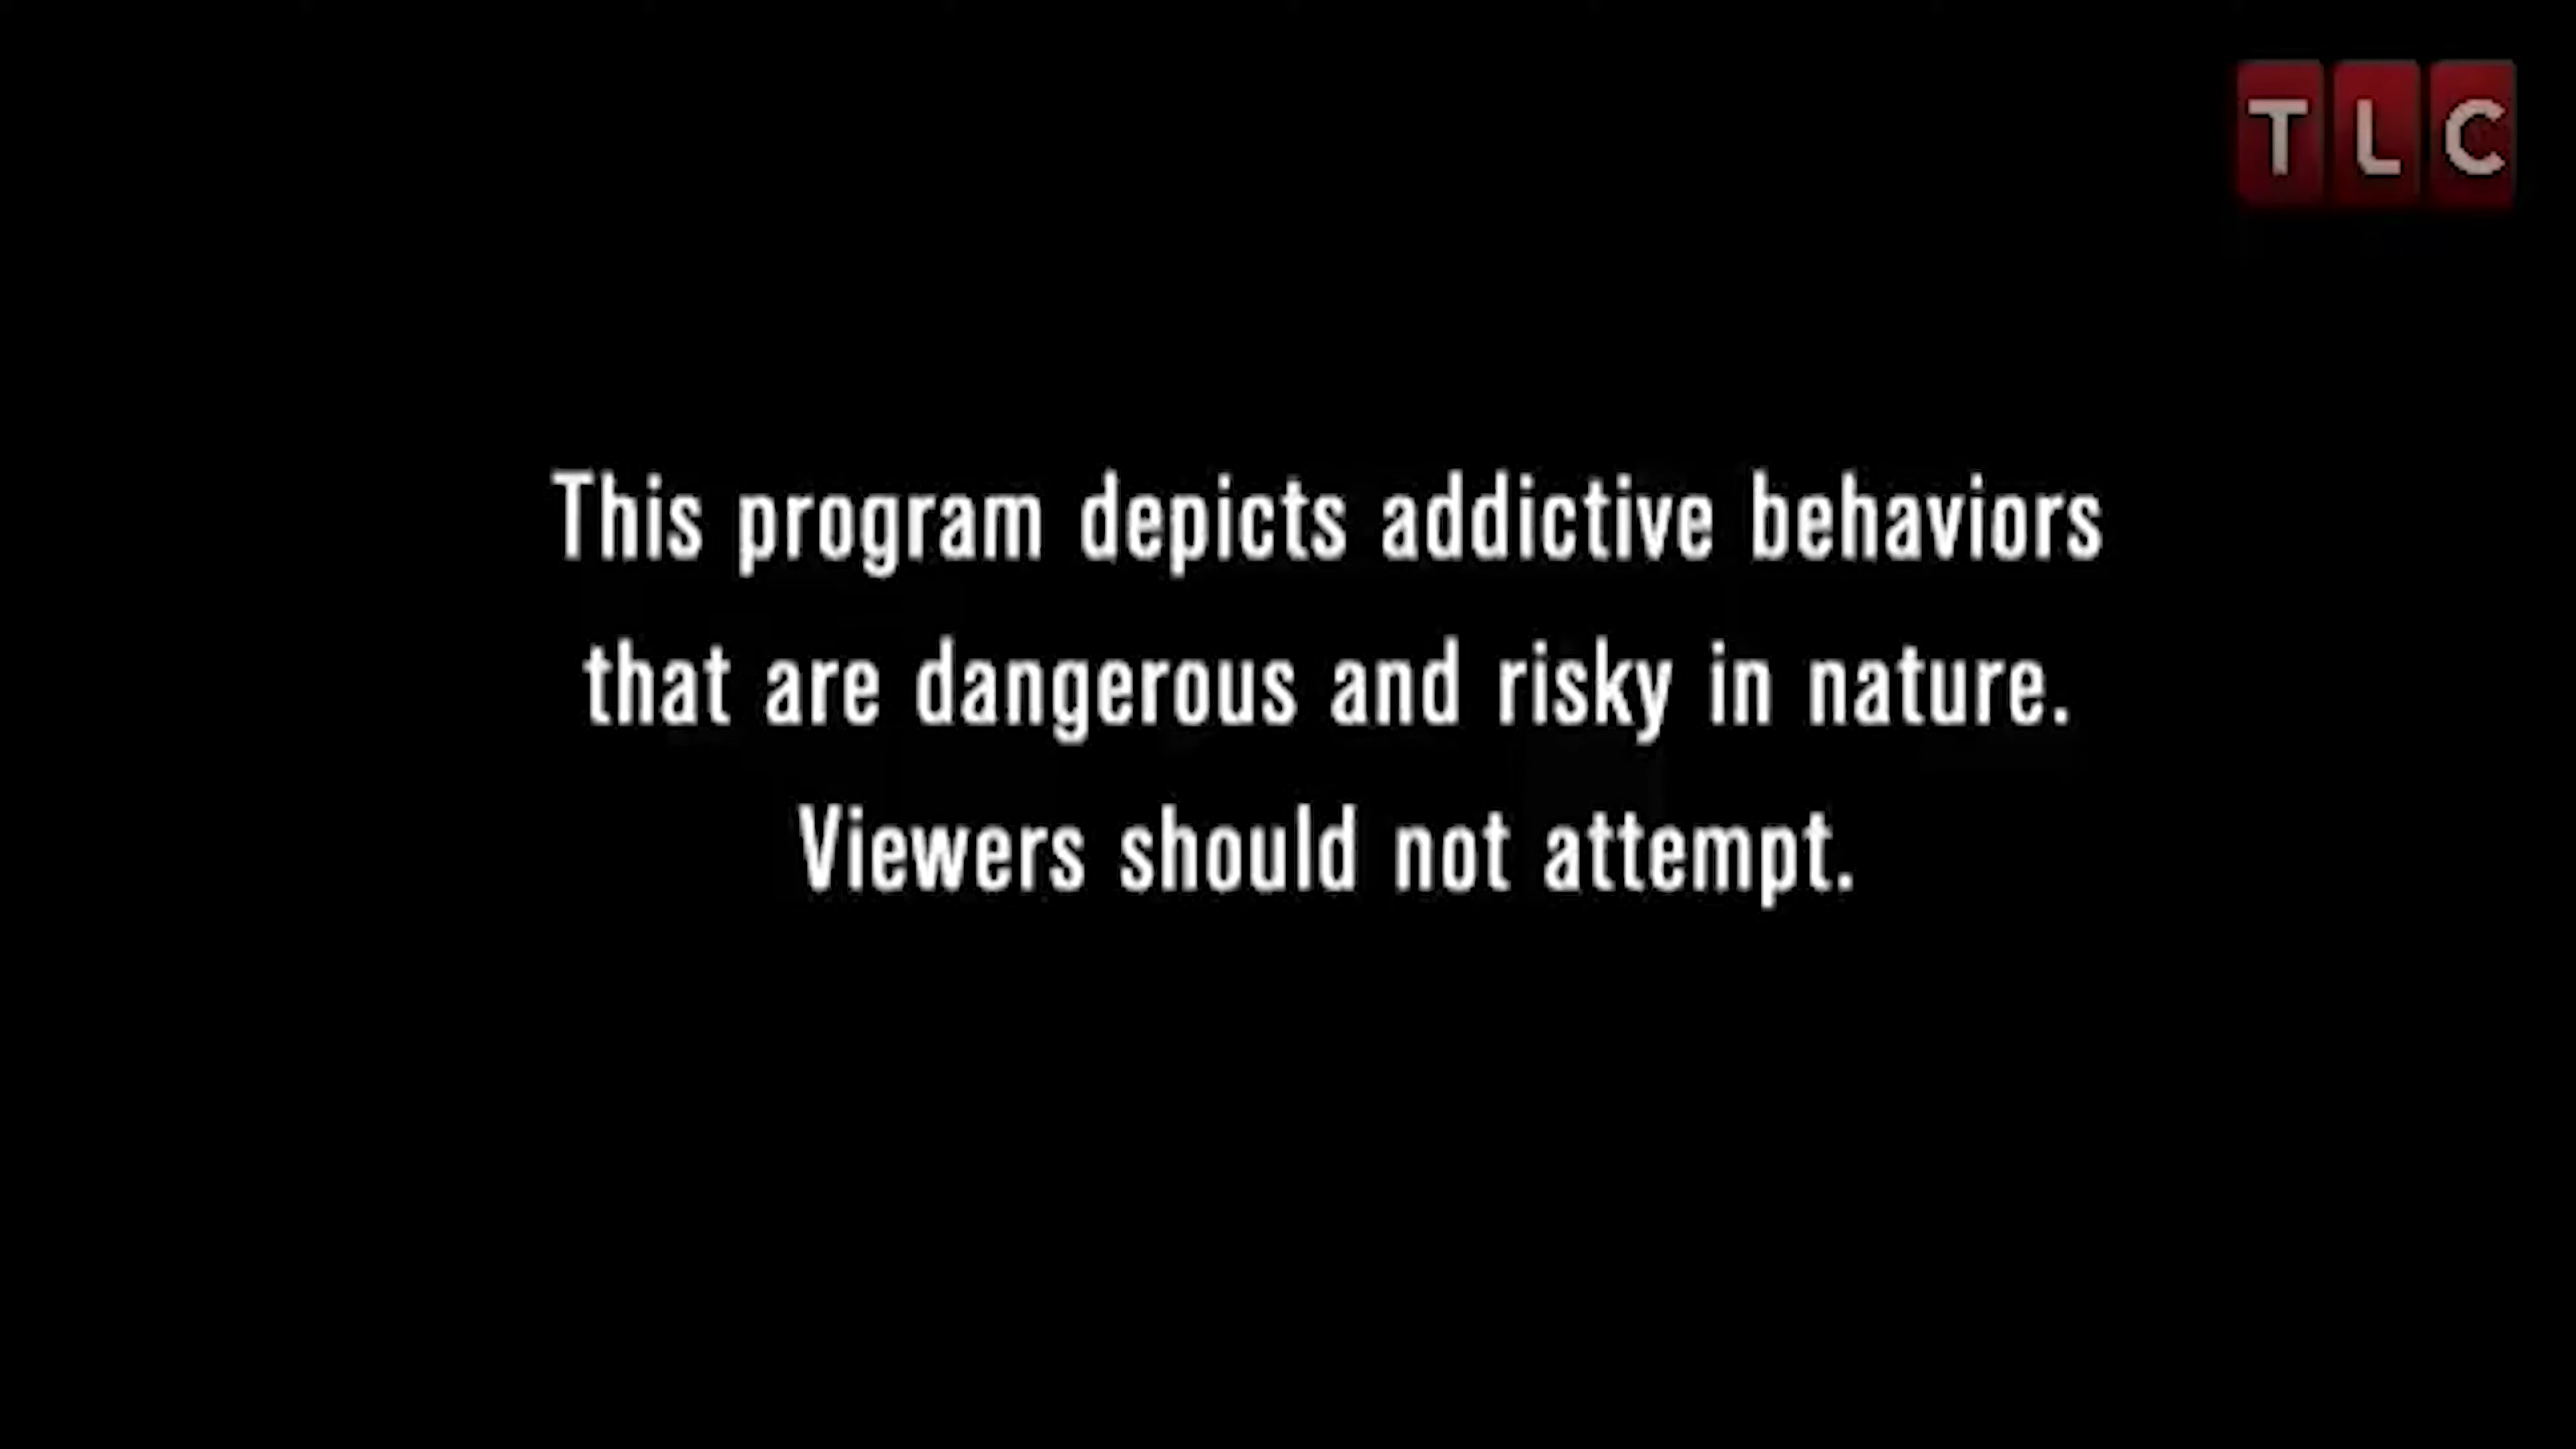 TLC
This program depicts addictive behaviors
that are dangerous and risky in nature.
Viewers should not attempt.